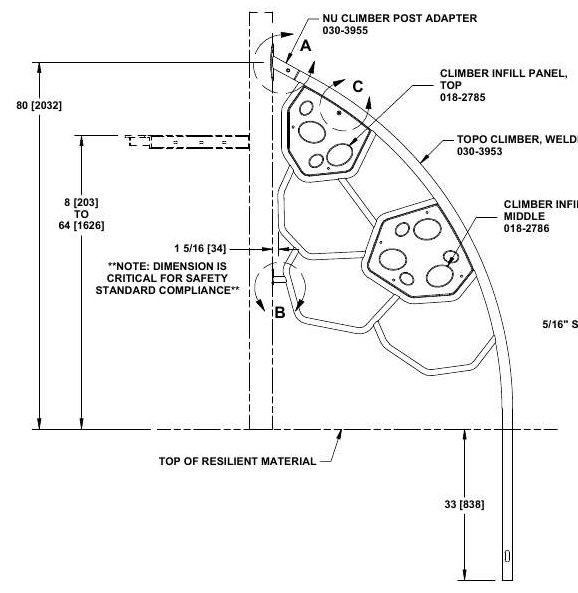 NU CLIMBER POST ADAPTER
030-3955
A
C
CLIMBER INFILL PANEL,
TOP
018-2785
80 [2032]
TOPO CLIMBER, WELD
030-3953
8 [203]
TO
64 [1626]
CLIMBER INFI
MIDDLE
018-2786
1 5/16 [34]
**NOTE: DIMENSION IS
CRITICAL FOR SAFETY
STANDARD COMPLIANCE**
B
5/16" S
TOP OF RESILIENT MATERIAL
33 [838]